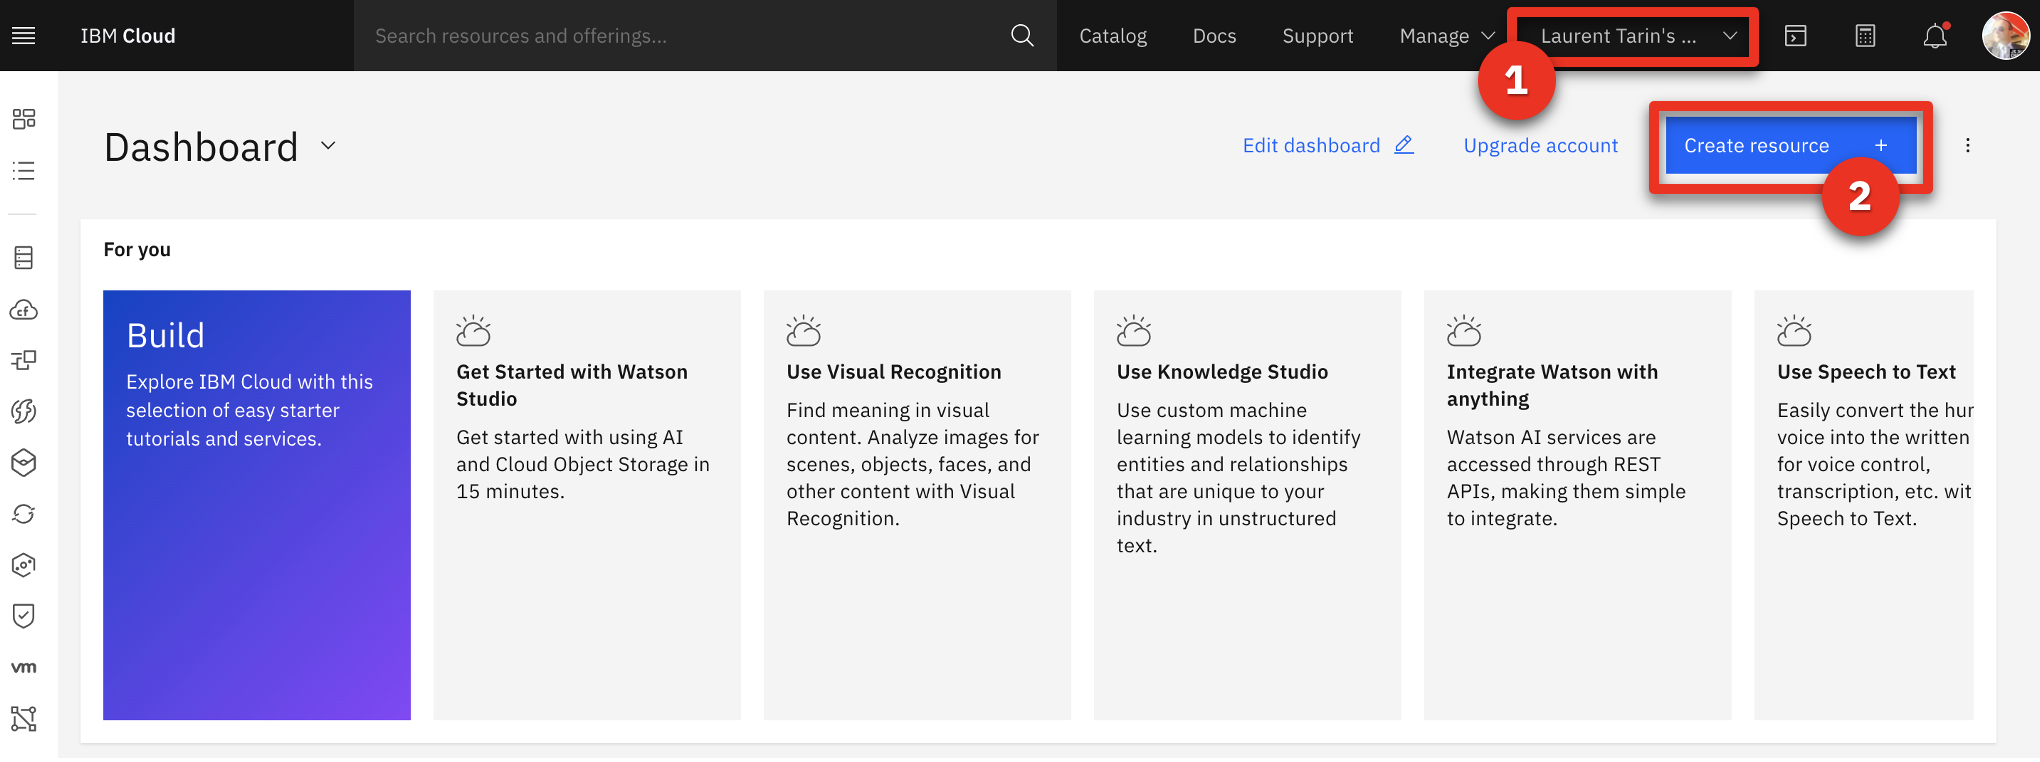 IBM Cloud
Search resources and offerings...
Catalog
Docs
Support
Manage
Laurent Tarin's ...
1
Dashboard
Edit dashboard
Upgrade account
Create resource +
2
For you
Build
Explore IBM Cloud with this
selection of easy starter
tutorials and services.
Get Started with Watson
Studio
Get started with using AI
and Cloud Object Storage in
15 minutes.
Use Visual Recognition
Find meaning in visual
content. Analyze images for
scenes, objects, faces, and
other content with Visual
Recognition.
Use Knowledge Studio
Use custom machine
learning models to identify
entities and relationships
that are unique to your
industry in unstructured
text.
Integrate Watson with
anything
Watson AI services are
accessed through REST
APIs, making them simple
to integrate.
Use Speech to Text
Easily convert the hur
voice into the written
for voice control,
transcription, etc. wit
Speech to Text.
cf
vm